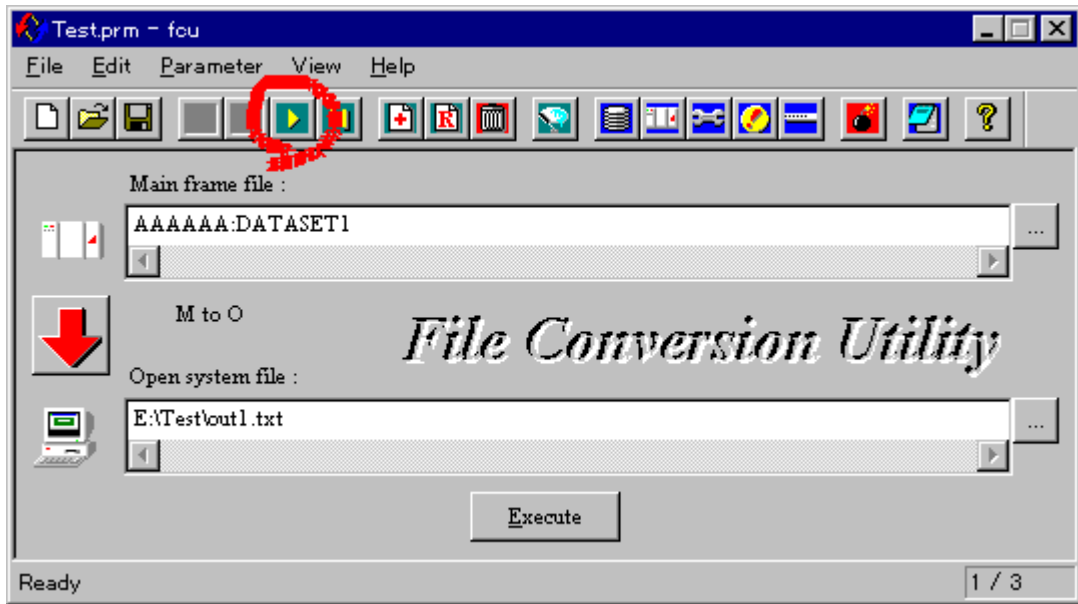 Test.prm - fcu
File Edit Parameter View Help
R
?
Main frame file :
AAAAAA:DATASET1
...
M to O
File Conversion Utility
Open system file :
E:\Test\out1.txt
...
Execute
Ready
1 / 3